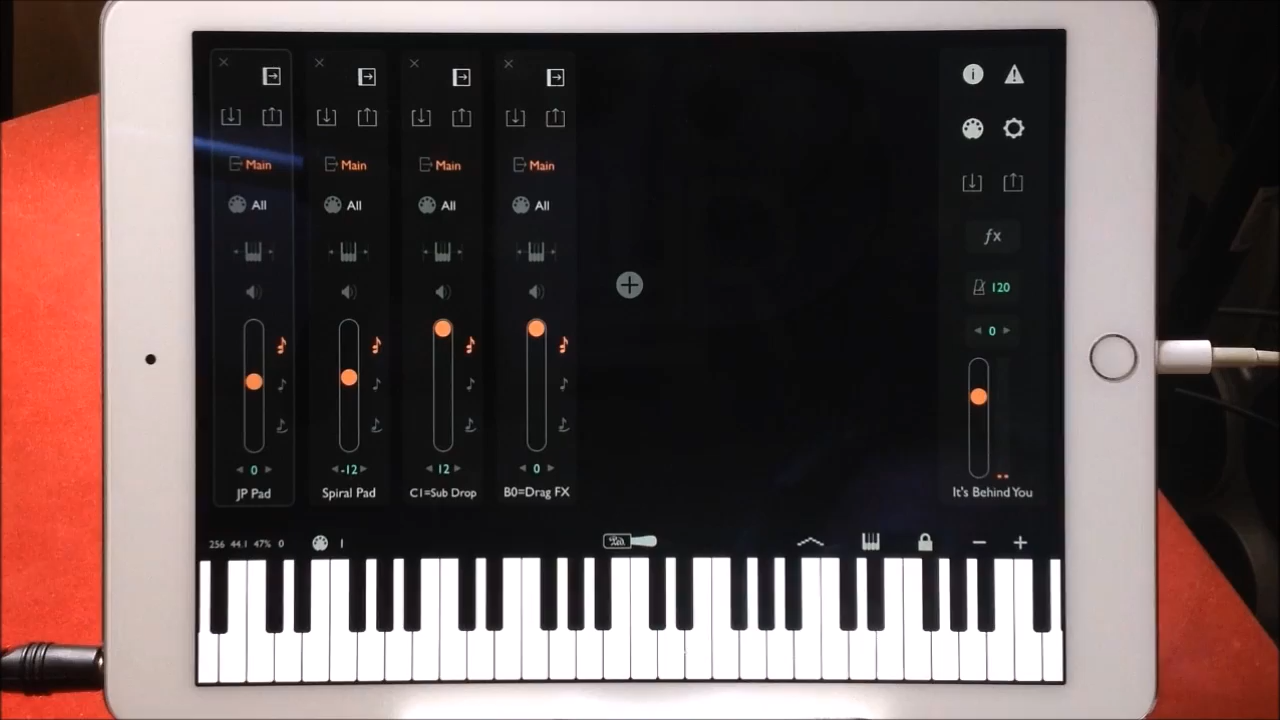 Main Main Main Main
All All All All
fx
120
0
0 -12 12 0
JP Pad Spiral Pad C1=Sub Drop B0=Drag FX It's Behind You
256 44.1 47% 0 1